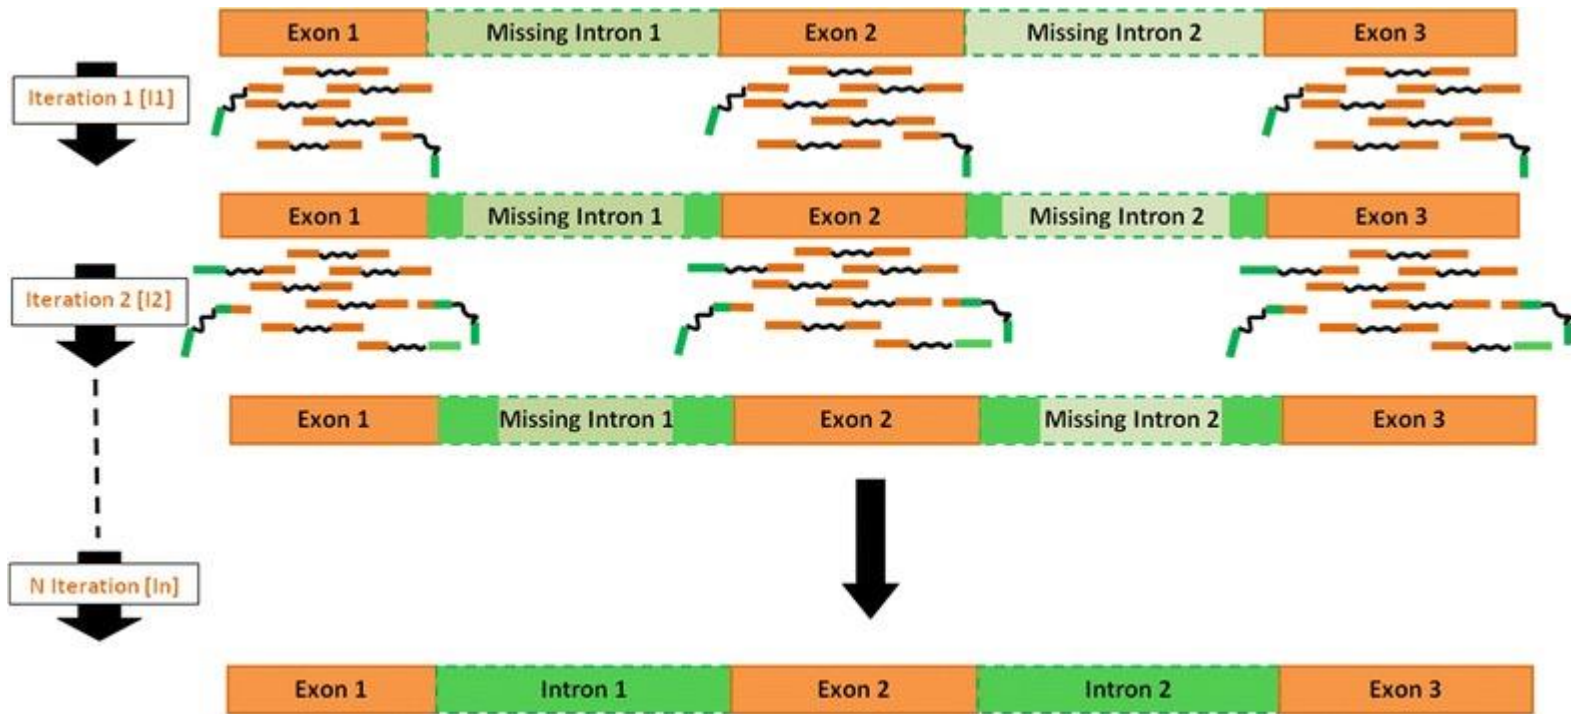 Exon 1 Missing Intron 1 Exon 2 Missing Intron 2 Exon 3
Iteration 1 [I1]
Exon 1 Missing Intron 1 Exon 2 Missing Intron 2 Exon 3
Iteration 2 [I2]
Exon 1 Missing Intron 1 Exon 2 Missing Intron 2 Exon 3
N Iteration [In]
Exon 1 Intron 1 Exon 2 Intron 2 Exon 3